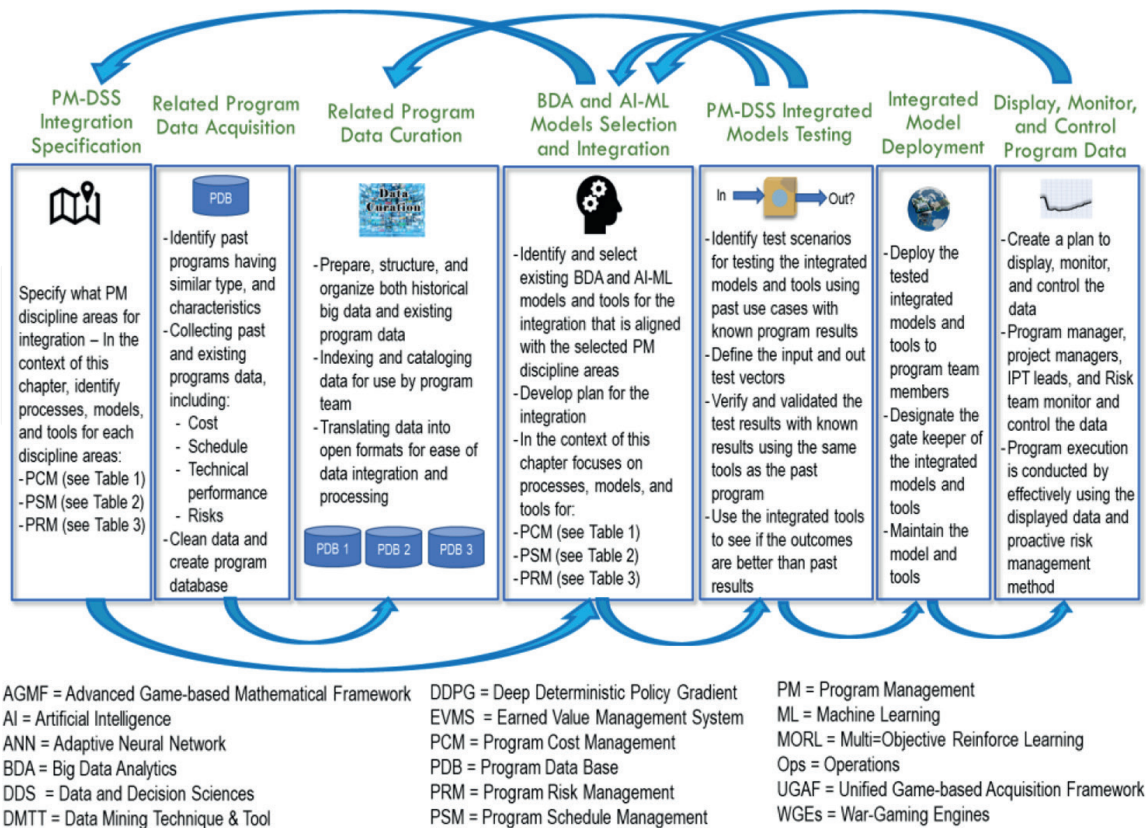 PM-DSS
Integration
Specification
Related Program
Data Acquisition
Related Program
Data Curation
BDA and AI-ML
Models Selection
and Integration
PM-DSS Integrated
Models Testing
Integrated
Model
Deployment
Display, Monitor,
and Control
Program Data
Specify what PM
discipline areas for
integration – In the
context of this
chapter, identify
processes, models,
and tools for each
discipline areas:
-PCM (see Table 1)
-PSM (see Table 2)
-PRM (see Table 3)
PDB
-Identify past
programs having
similar type, and
characteristics
-Collecting past
and existing
programs data,
including:
- Cost
- Schedule
- Technical
performance
- Risks
-Clean data and
create program
database
Data
Curation
-Prepare, structure, and
organize both historical
big data and existing
program data
-Indexing and cataloging
data for use by program
team
-Translating data into
open formats for ease of
data integration and
processing
PDB 1
PDB 2
PDB 3
-Identify and select
existing BDA and AI-ML
models and tools for the
integration that is aligned
with the selected PM
discipline areas
-Develop plan for the
integration
-In the context of this
chapter focuses on
processes, models, and
tools for:
-PCM (see Table 1)
-PSM (see Table 2)
-PRM (see Table 3)
In
Out?
-Identify test scenarios
for testing the integrated
models and tools using
past use cases with
known program results
-Define the input and out
test vectors
-Verify and validated the
test results with known
results using the same
tools as the past
program
-Use the integrated tools
to see if the outcomes
are better than past
results
-Deploy the
tested
integrated
models and
tools to
program team
members
-Designate the
gate keeper of
the integrated
models and
tools
-Maintain the
model and
tools
-Create a plan to
display, monitor,
and control the
data
-Program manager,
project managers,
IPT leads, and Risk
team monitor and
control the data
-Program execution
is conducted by
effectively using the
displayed data and
proactive risk
management
method
AGMF = Advanced Game-based Mathematical Framework
AI = Artificial Intelligence
ANN = Adaptive Neural Network
BDA = Big Data Analytics
DDS = Data and Decision Sciences
DMTT = Data Mining Technique & Tool
DDPG = Deep Deterministic Policy Gradient
EVMS = Earned Value Management System
PCM = Program Cost Management
PDB = Program Data Base
PRM = Program Risk Management
PSM = Program Schedule Management
PM = Program Management
ML = Machine Learning
MORL = Multi=Objective Reinforce Learning
Ops = Operations
UGAF = Unified Game-based Acquisition Framework
WGEs = War-Gaming Engines